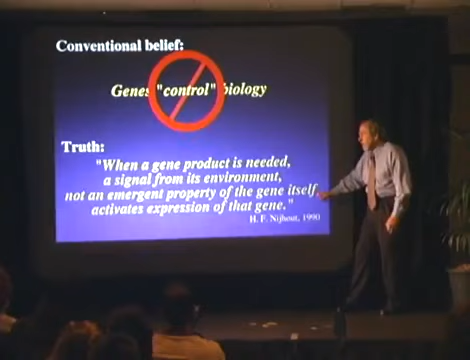 Conventional belief:
Genes "control" biology
Truth:
"When a gene product is needed,
a signal from its environment,
not an emergent property of the gene itself,
activates expression of that gene."
H. F. Nijhout, 1990